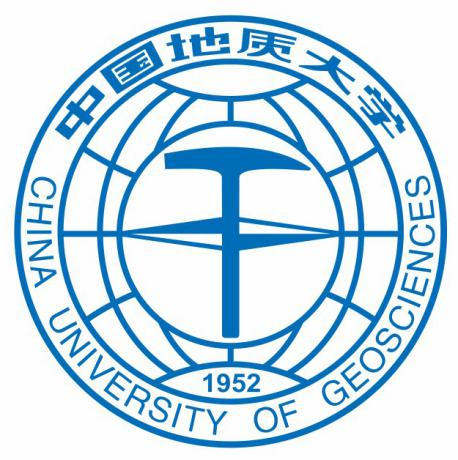 中国地质大学
CHINA UNIVERSITY OF GEOSCIENCES
1952